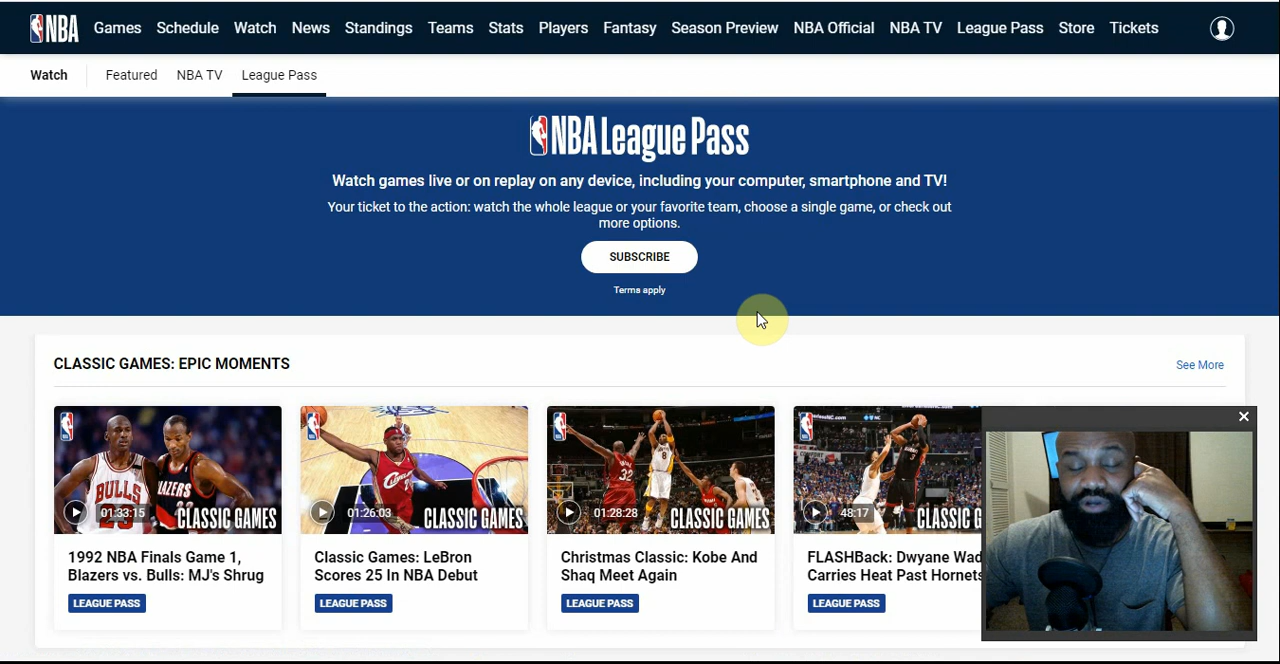 NBA Games Schedule Watch News Standings Teams Stats Players Fantasy Season Preview NBA Official NBA TV League Pass Store Tickets
Watch Featured NBA TV League Pass
NBA League Pass
Watch games live or on replay on any device, including your computer, smartphone and TV!
Your ticket to the action: watch the whole league or your favorite team, choose a single game, or check out
more options.
SUBSCRIBE
Terms apply
CLASSIC GAMES: EPIC MOMENTS
See More
BULLS
BLAZERS
01:33:15
CLASSIC GAMES
1992 NBA Finals Game 1,
Blazers vs. Bulls: MJ's Shrug
LEAGUE PASS
01:26:03
CLASSIC GAMES
Classic Games: LeBron
Scores 25 In NBA Debut
LEAGUE PASS
32
8
01:28:28
CLASSIC GAMES
Christmas Classic: Kobe And
Shaq Meet Again
LEAGUE PASS
48:17
CLASSIC G
FLASHBack: Dwyane Wad
Carries Heat Past Hornets
LEAGUE PASS